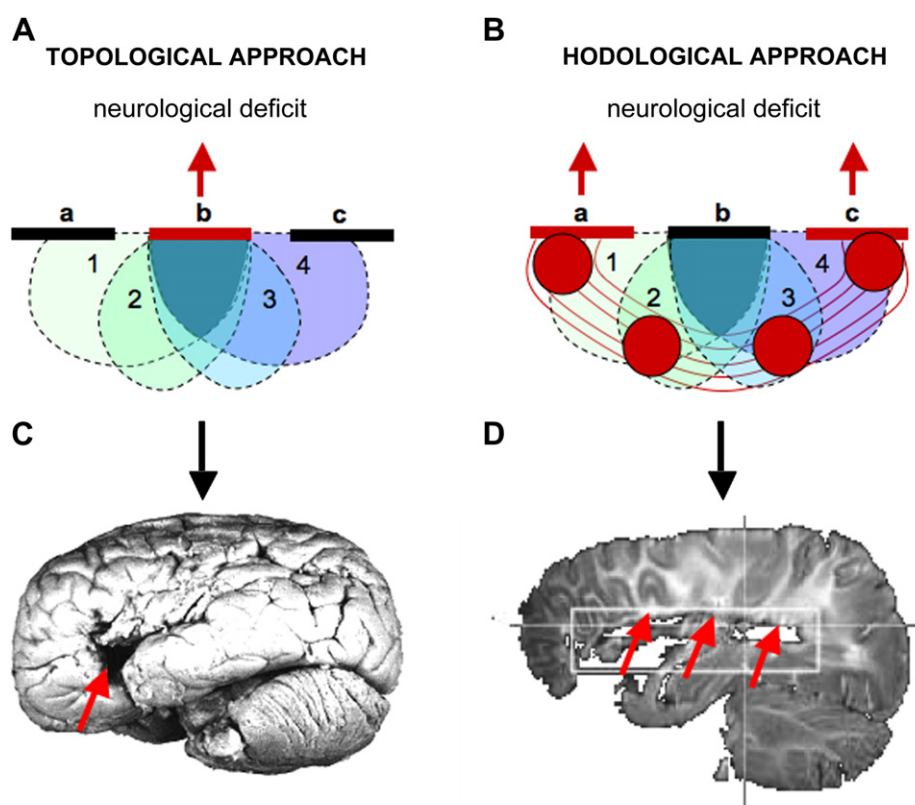 A
TOPOLOGICAL APPROACH
neurological deficit
a b c
1 2 3 4
B
HODOLOGICAL APPROACH
neurological deficit
a b c
1 2 3 4
C
D